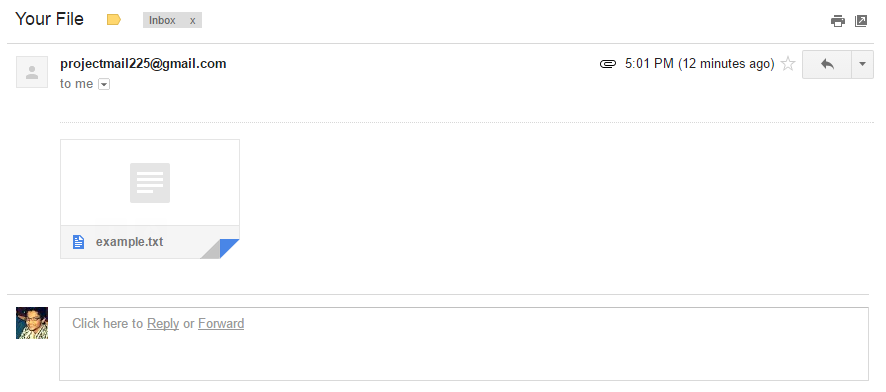 Your File Inbox x
projectmail225@gmail.com 5:01 PM (12 minutes ago)
to me
example.txt
Click here to Reply or Forward